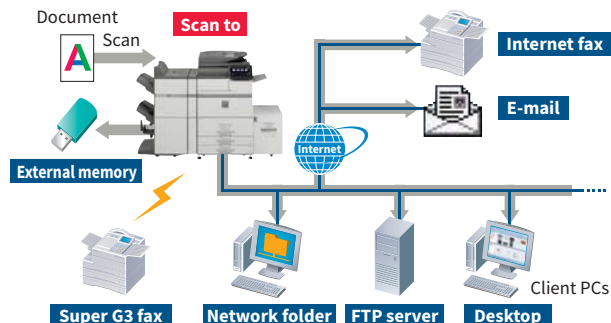 Document
Scan
A
Scan to
Internet fax
E-mail
Internet
External memory
Client PCs
Super G3 fax
Network folder
FTP server
Desktop